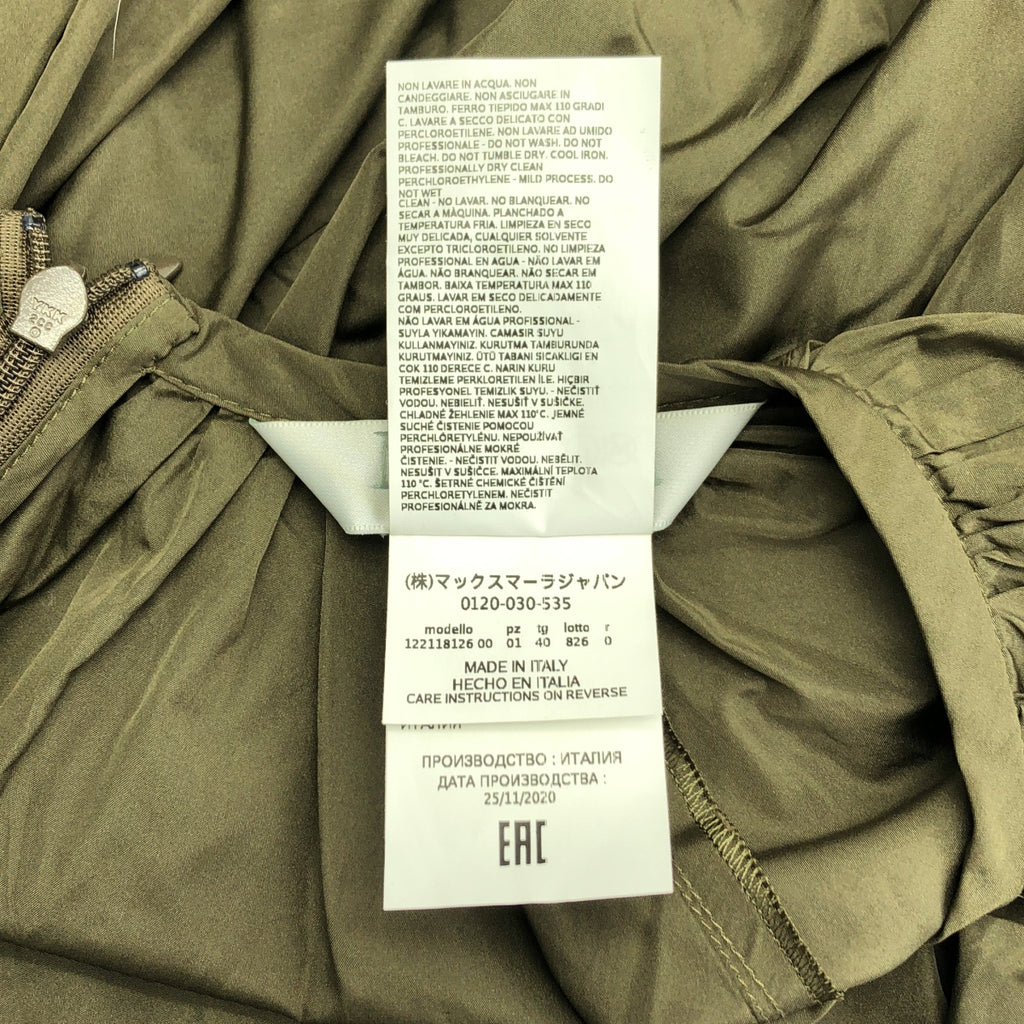 NON LAVARE IN ACQUA. NON
CANDEGGIARE. NON ASCIUGARE IN
TAMBURO. FERRO TIEPIDO MAX 110 GRADI
C. LAVARE A SECCO DELICATO CON
PERCLOROETILENE. NON LAVARE AD UMIDO
PROFESSIONALE - DO NOT WASH. DO NOT
BLEACH. DO NOT TUMBLE DRY. COOL IRON.
PROFESSIONALLY DRY CLEAN
PERCHLOROETHYLENE - MILD PROCESS. DO
NOT WET
CLEAN - NO LAVAR. NO BLANQUEAR. NO
SECAR A MÁQUINA. PLANCHADO A
TEMPERATURA FRIA. LIMPIEZA EN SECO
MUY DELICADA, CUALQUIER SOLVENTE
EXCEPTO TRICLOROETILENO. NO LIMPIEZA
PROFESSIONAL EN AGUA - NÃO LAVAR EM
ÁGUA. NÃO BRANQUEAR. NÃO SECAR EM
TAMBOR. BAIXA TEMPERATURA MAX 110
GRAUS. LAVAR EM SECO DELICADAMENTE
COM PERCLOROETILENO.
NÃO LAVAR EM ÁGUA PROFISSIONAL -
SUYLA YIKAMAYIN. CAMASIR SUYU
KULLANMAYINIZ. KURUTMA TAMBURUNDA
KURUTMAYINIZ. ÜTÜ TABANI SICAKLIGI EN
COK 110 DERECE C. NARIN KURU
TEMIZLEME PERKLORETILEN İLE. HIÇBIR
PROFESYONEL TEMIZLIK SUYU. - NEČISTIŤ
VODOU. NEBIELIŤ. NESUŠIŤ V SUŠIČKE.
CHLADNÉ ŽEHLENIE MAX 110°C. JEMNÉ
SUCHÉ ČISTENIE POMOCOU
PERCHLÓRETYLÉNU. NEPOUŽÍVAŤ
PROFESIONÁLNE MOKRÉ
ČISTENIE. - NEČISTIT VODOU. NEBĚLIT.
NESUŠIT V SUŠIČCE. MAXIMÁLNÍ TEPLOTA
110 °C. ŠETRNÉ CHEMICKÉ ČIŠTĚNÍ
PERCHLORETYLENEM. NEČISTIT
PROFESIONÁLNĚ ZA MOKRA.
YKK
(株)マックスマーラジャパン
0120-030-535
modello pz tg lotto r
122118126 00 01 40 826 0
MADE IN ITALY
HECHO EN ITALIA
CARE INSTRUCTIONS ON REVERSE
ИТАЛИЯ
ПРОИЗВОДСТВО : ИТАЛИЯ
ДАТА ПРОИЗВОДСТВА :
25/11/2020
EAC